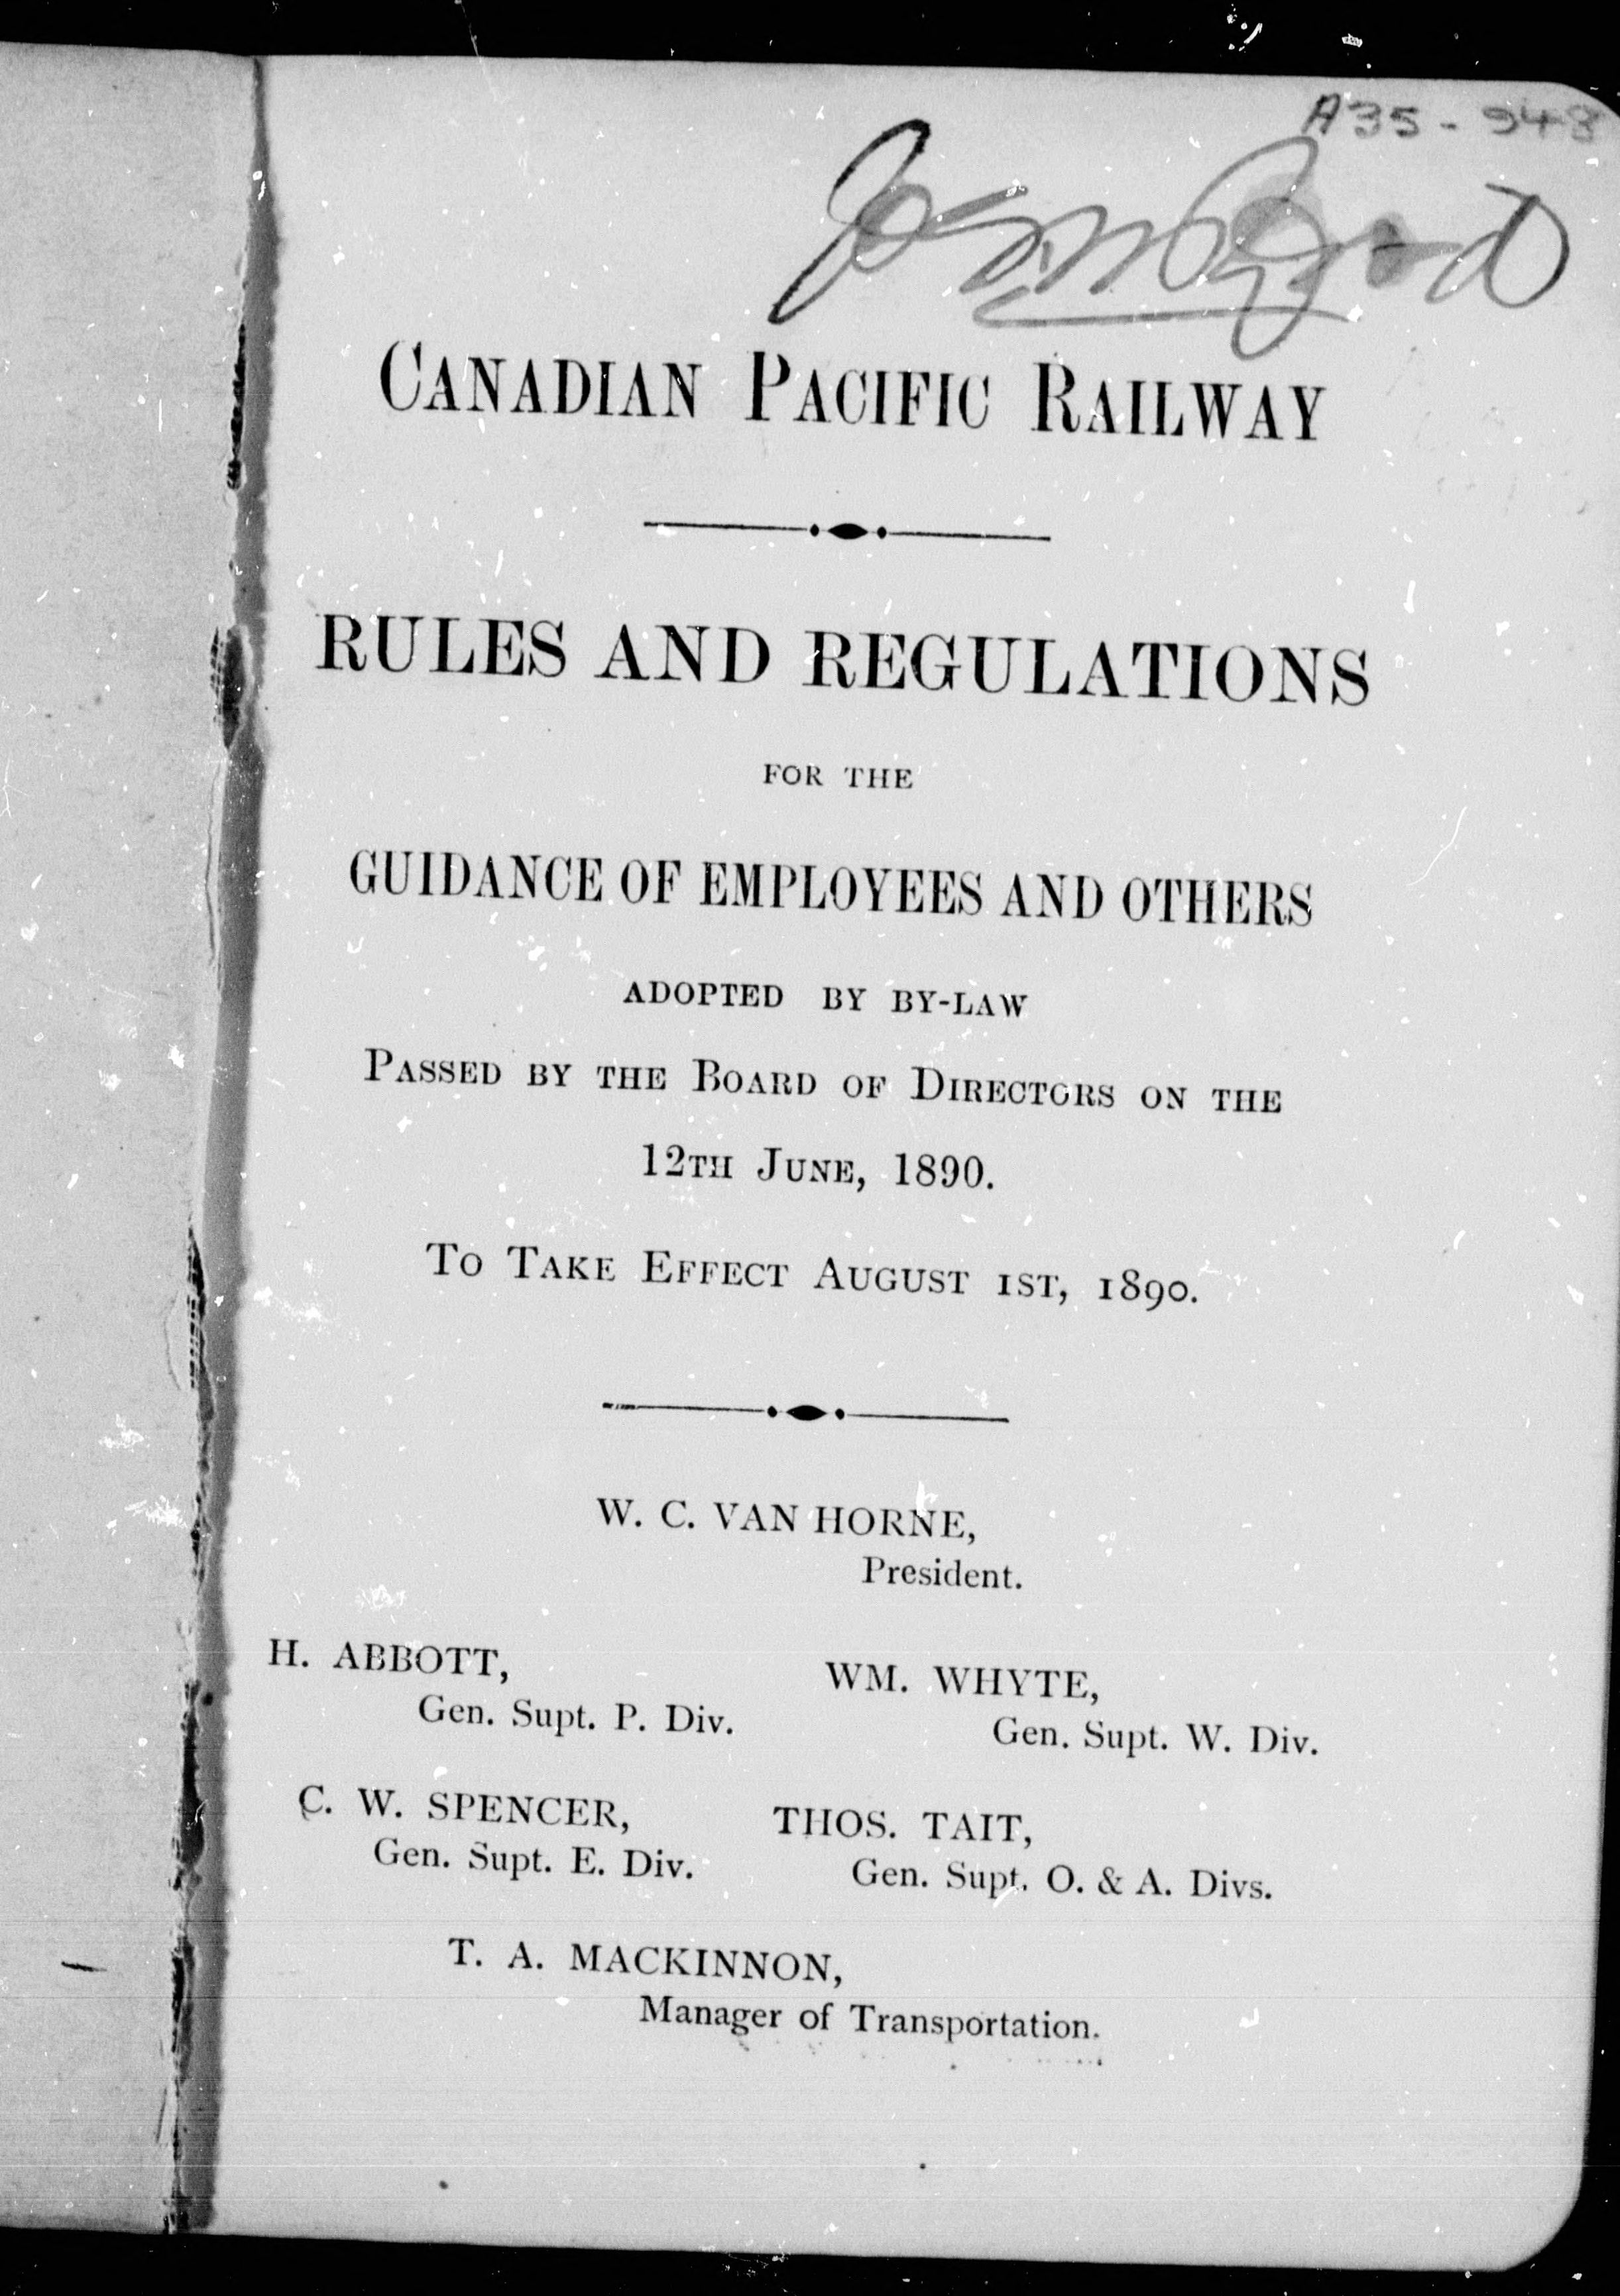 A35-948
CANADIAN PACIFIC RAILWAY
RULES AND REGULATIONS
FOR THE
GUIDANCE OF EMPLOYEES AND OTHERS
ADOPTED BY BY-LAW
PASSED BY THE BOARD OF DIRECTORS ON THE
12TH JUNE, 1890.
TO TAKE EFFECT AUGUST 1ST, 1890.
W. C. VAN HORNE,
President.
H. ABBOTT,
Gen. Supt. P. Div.
WM. WHYTE,
Gen. Supt. W. Div.
C. W. SPENCER,
Gen. Supt. E. Div.
THOS. TAIT,
Gen. Supt. O. & A. Divs.
T. A. MACKINNON,
Manager of Transportation.